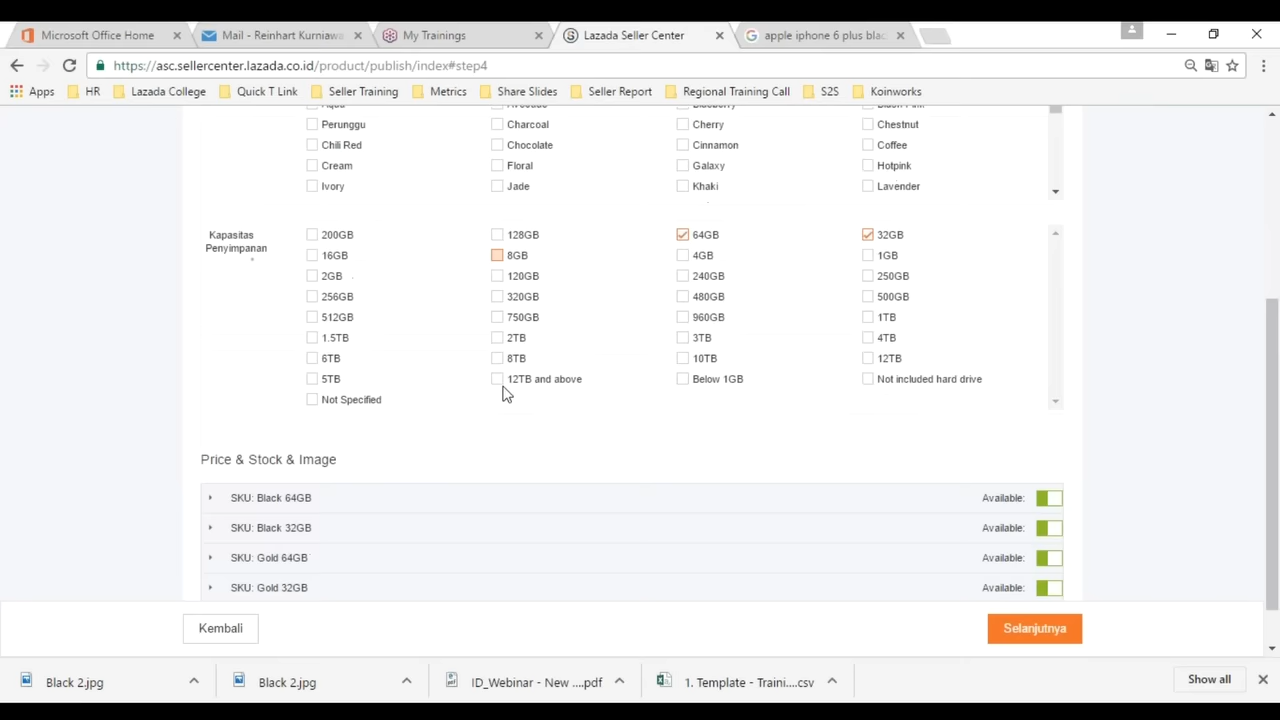 Microsoft Office Home
Mail - Reinhart Kurniawa
My Trainings
Lazada Seller Center
apple iphone 6 plus blac
https://asc.sellercenter.lazada.co.id/product/publish/index#step4
Apps HR Lazada College Quick T Link Seller Training Metrics Share Slides Seller Report Regional Training Call S2S Koinworks
Perunggu Charcoal Cherry Chestnut
Chili Red Chocolate Cinnamon Coffee
Cream Floral Galaxy Hotpink
Ivory Jade Khaki Lavender
Kapasitas
Penyimpanan
*
200GB 128GB 64GB 32GB
16GB 8GB 4GB 1GB
2GB 120GB 240GB 250GB
256GB 320GB 480GB 500GB
512GB 750GB 960GB 1TB
1.5TB 2TB 3TB 4TB
6TB 8TB 10TB 12TB
5TB 12TB and above Below 1GB Not included hard drive
Not Specified
Price & Stock & Image
SKU: Black 64GB Available:
SKU: Black 32GB Available:
SKU: Gold 64GB Available:
SKU: Gold 32GB Available:
Kembali Selanjutnya
Black 2.jpg Black 2.jpg ID_Webinar - New ....pdf 1. Template - Traini....csv Show all